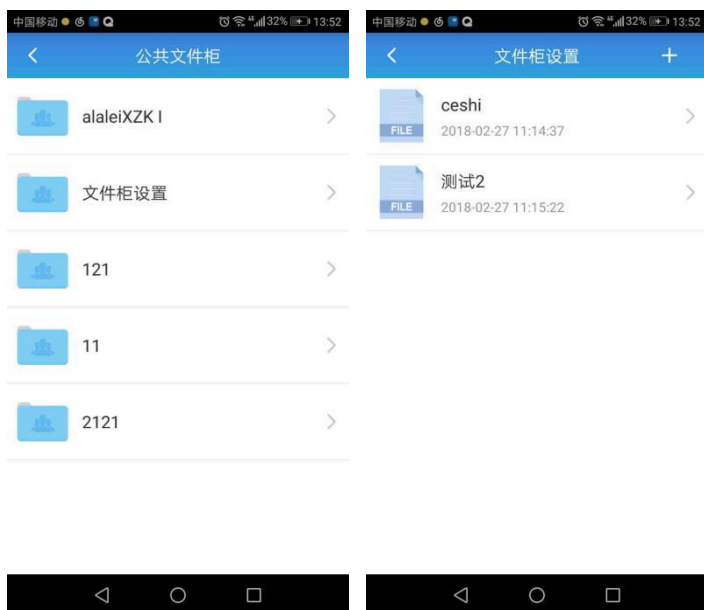 中国移动 32% 13:52
公共文件柜
alaleiXZK I
文件柜设置
121
11
2121
中国移动 32% 13:52
文件柜设置
FILE
ceshi
2018-02-27 11:14:37
FILE
测试2
2018-02-27 11:15:22